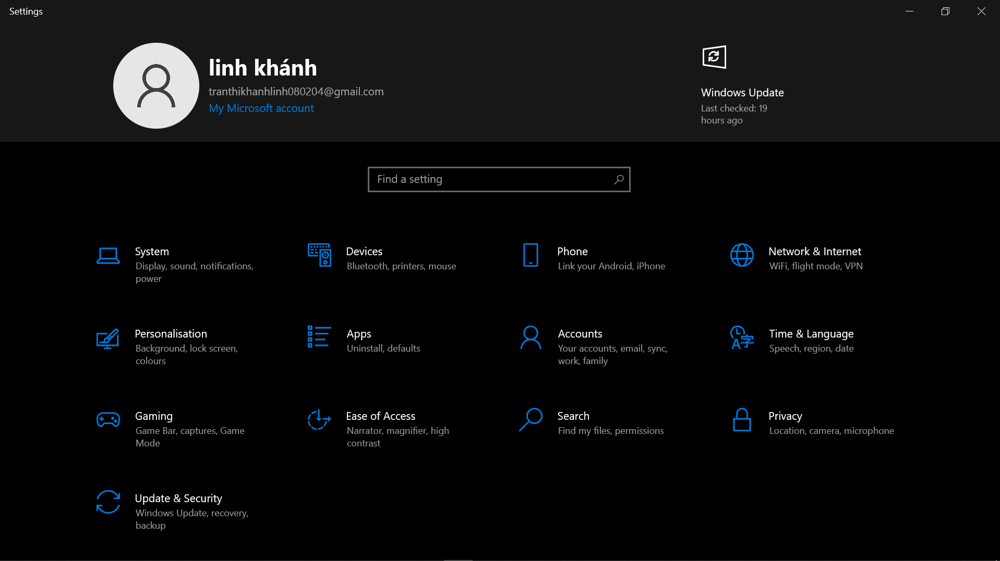 Settings
linh khánh
tranthikhanhlinh080204@gmail.com
My Microsoft account
Windows Update
Last checked: 19
hours ago
Find a setting
System
Display, sound, notifications,
power
Devices
Bluetooth, printers, mouse
Phone
Link your Android, iPhone
Network & Internet
WiFi, flight mode, VPN
Personalisation
Background, lock screen,
colours
Apps
Uninstall, defaults
Accounts
Your accounts, email, sync,
work, family
Time & Language
Speech, region, date
Gaming
Game Bar, captures, Game
Mode
Ease of Access
Narrator, magnifier, high
contrast
Search
Find my files, permissions
Privacy
Location, camera, microphone
Update & Security
Windows Update, recovery,
backup